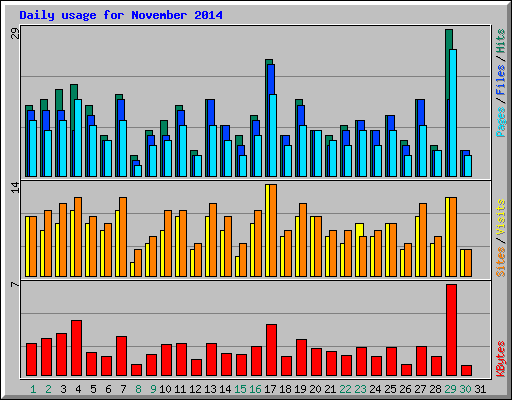 Daily usage for November 2014
29
Pages / Files / Hits
14
Sites / Visits
7
KBytes
1 2 3 4 5 6 7 8 9 10 11 12 13 14 15 16 17 18 19 20 21 22 23 24 25 26 27 28 29 30 31